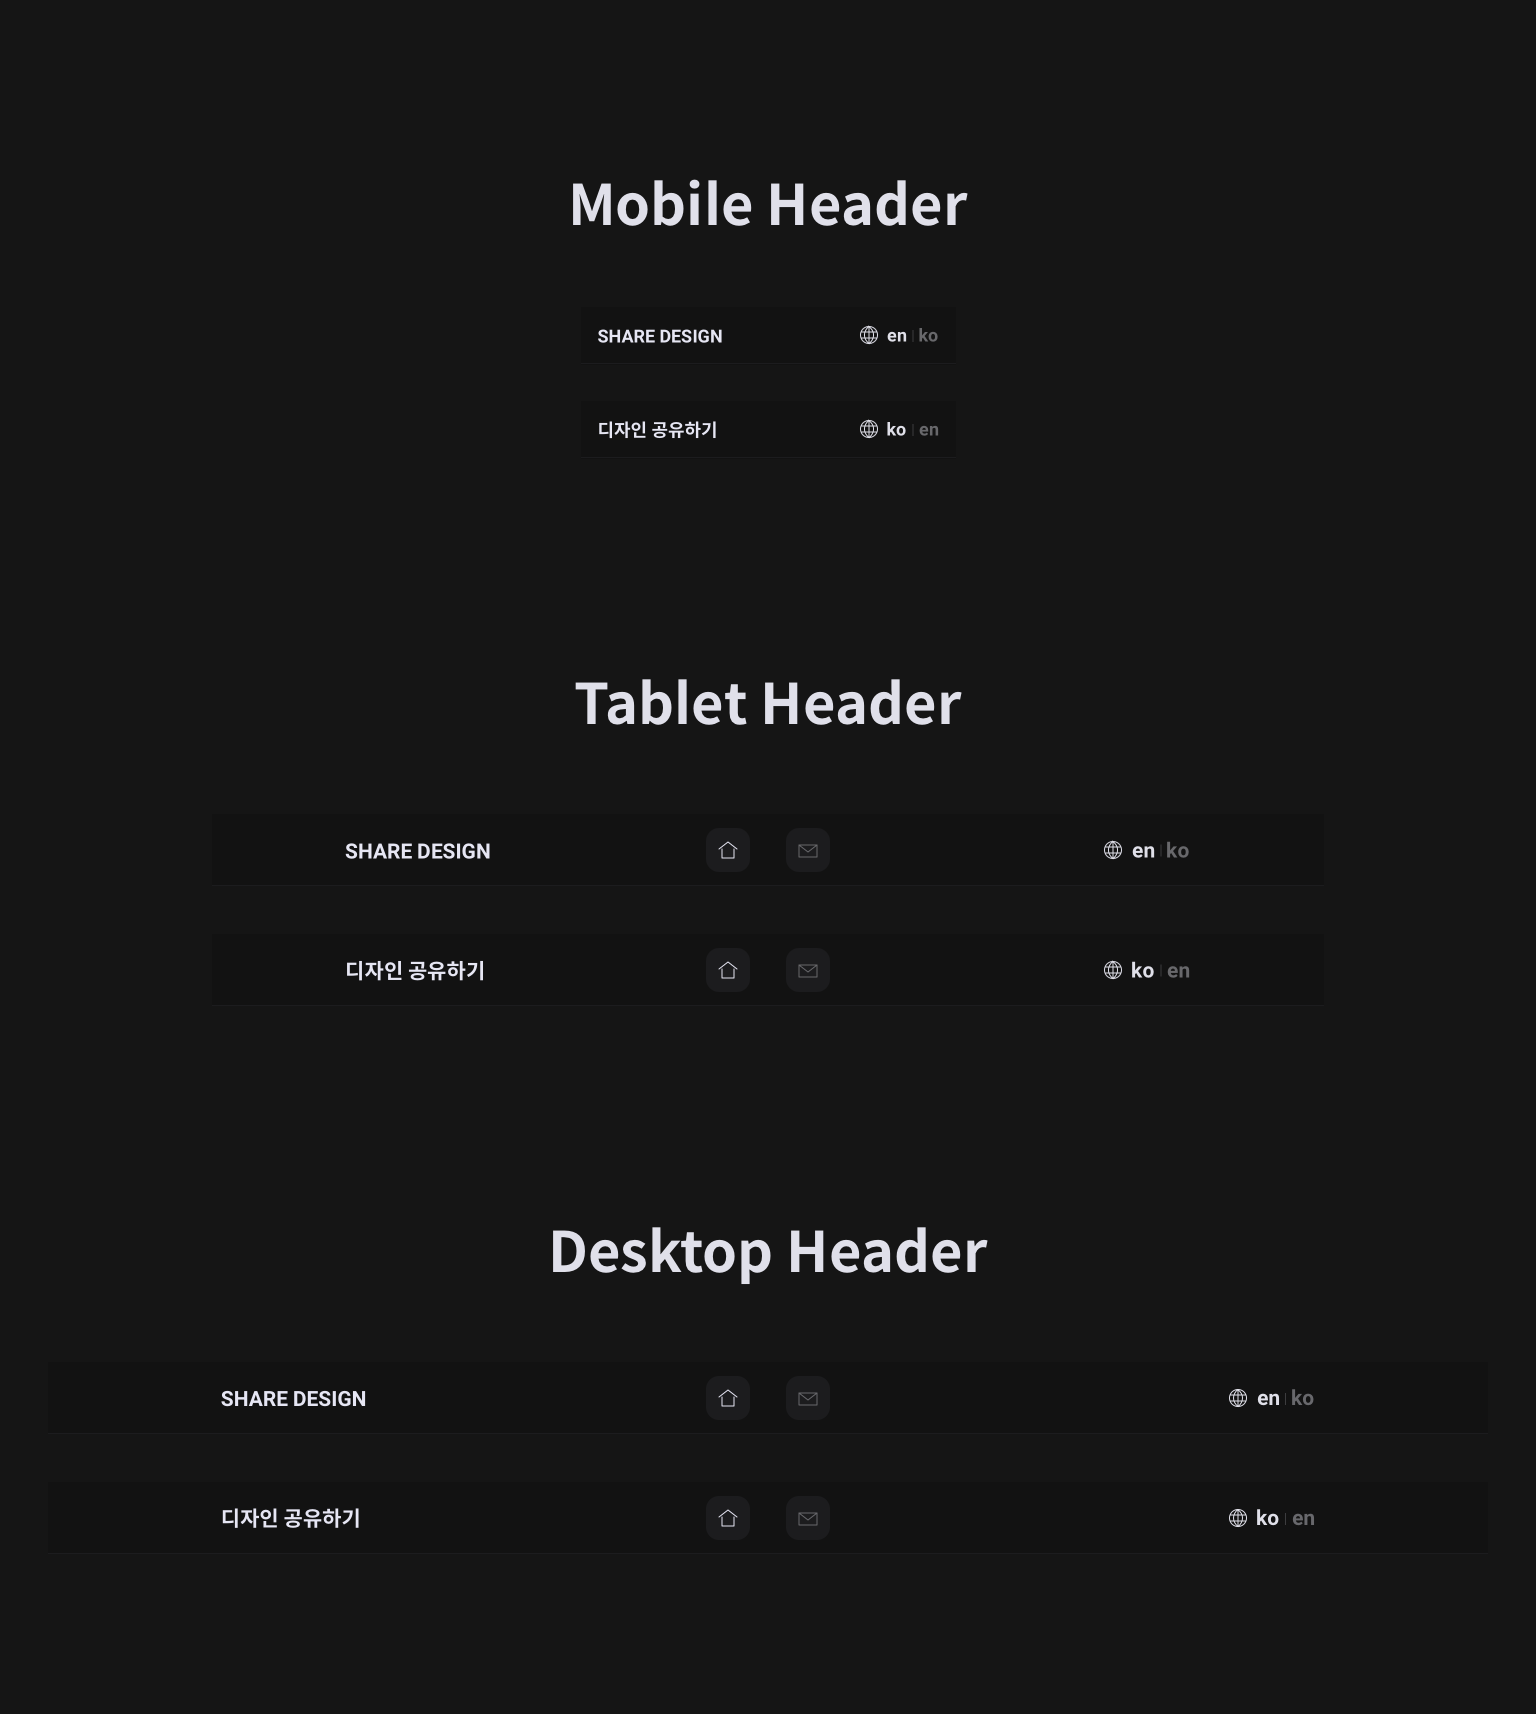 Mobile Header
SHARE DESIGN en ko
디자인 공유하기 ko en
Tablet Header
SHARE DESIGN en ko
디자인 공유하기 ko en
Desktop Header
SHARE DESIGN en ko
디자인 공유하기 ko en